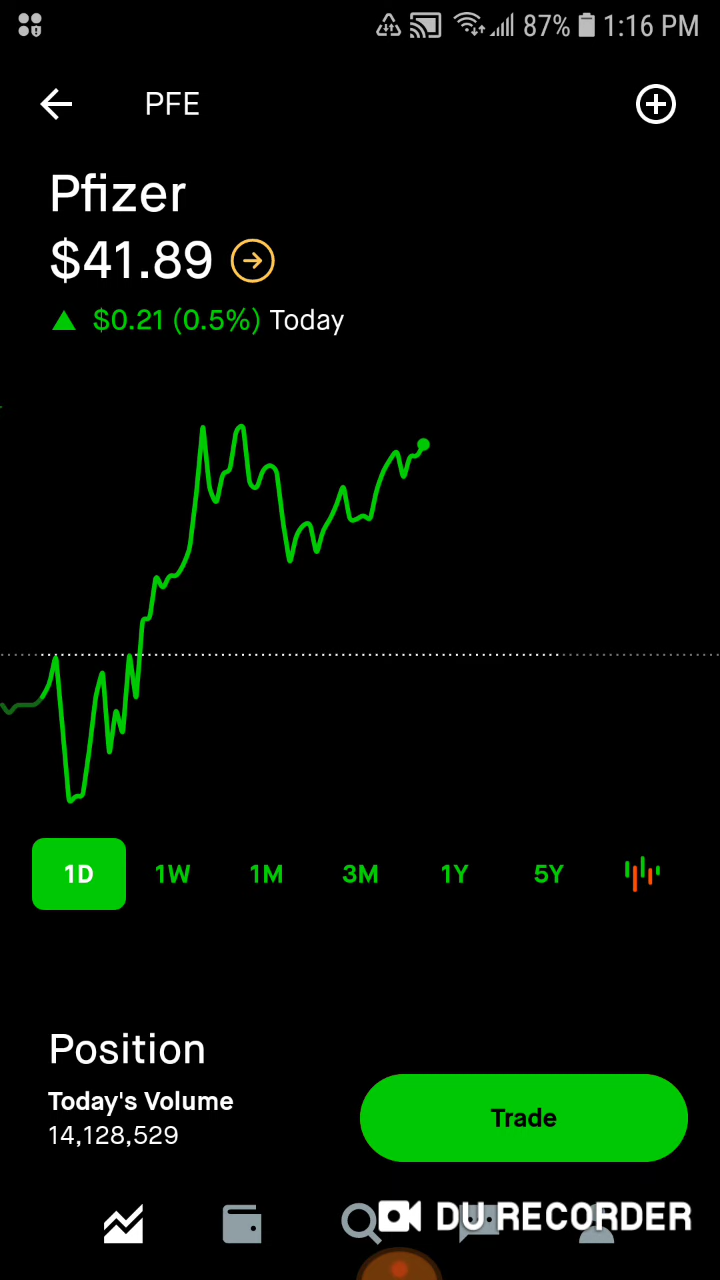 87% 1:16 PM
PFE
Pfizer
$41.89
$0.21 (0.5%) Today
1D 1W 1M 3M 1Y 5Y
Position
Today's Volume
14,128,529
Trade
DU RECORDER